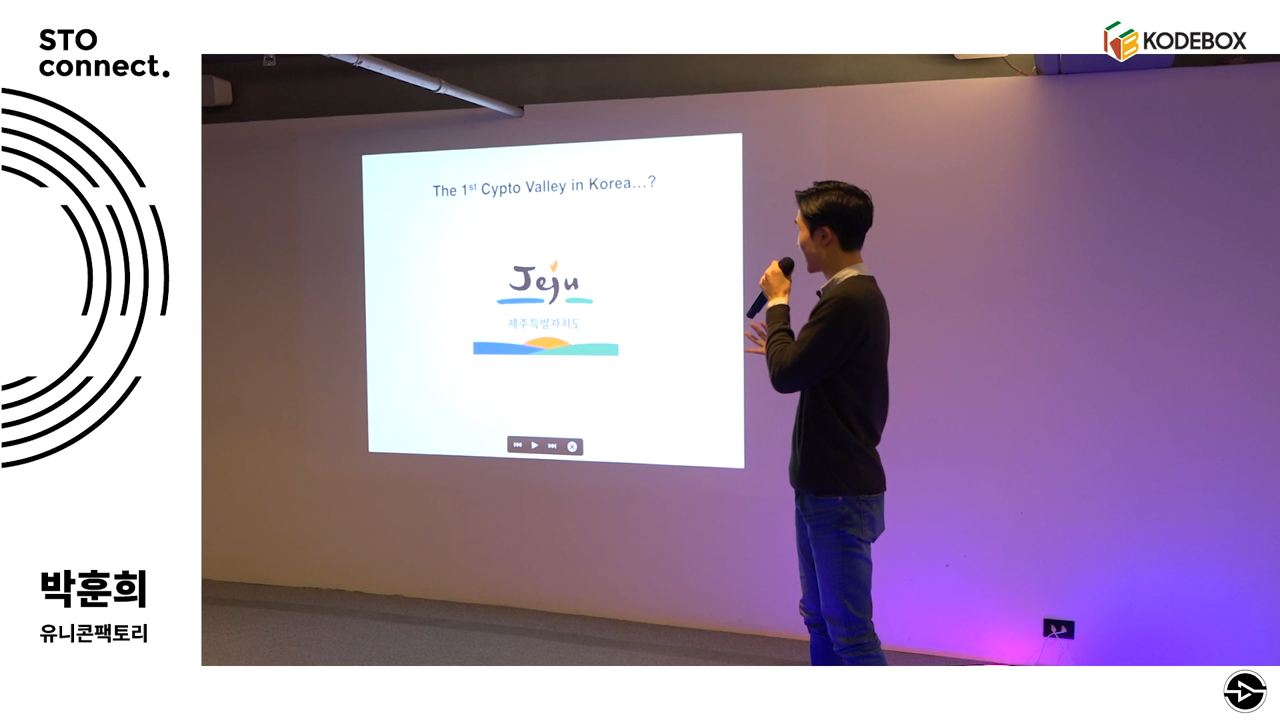 STO
connect.
KODEBOX
The 1st Cypto Valley in Korea...?
Jeju
제주특별자치도
박훈희
유니콘팩토리